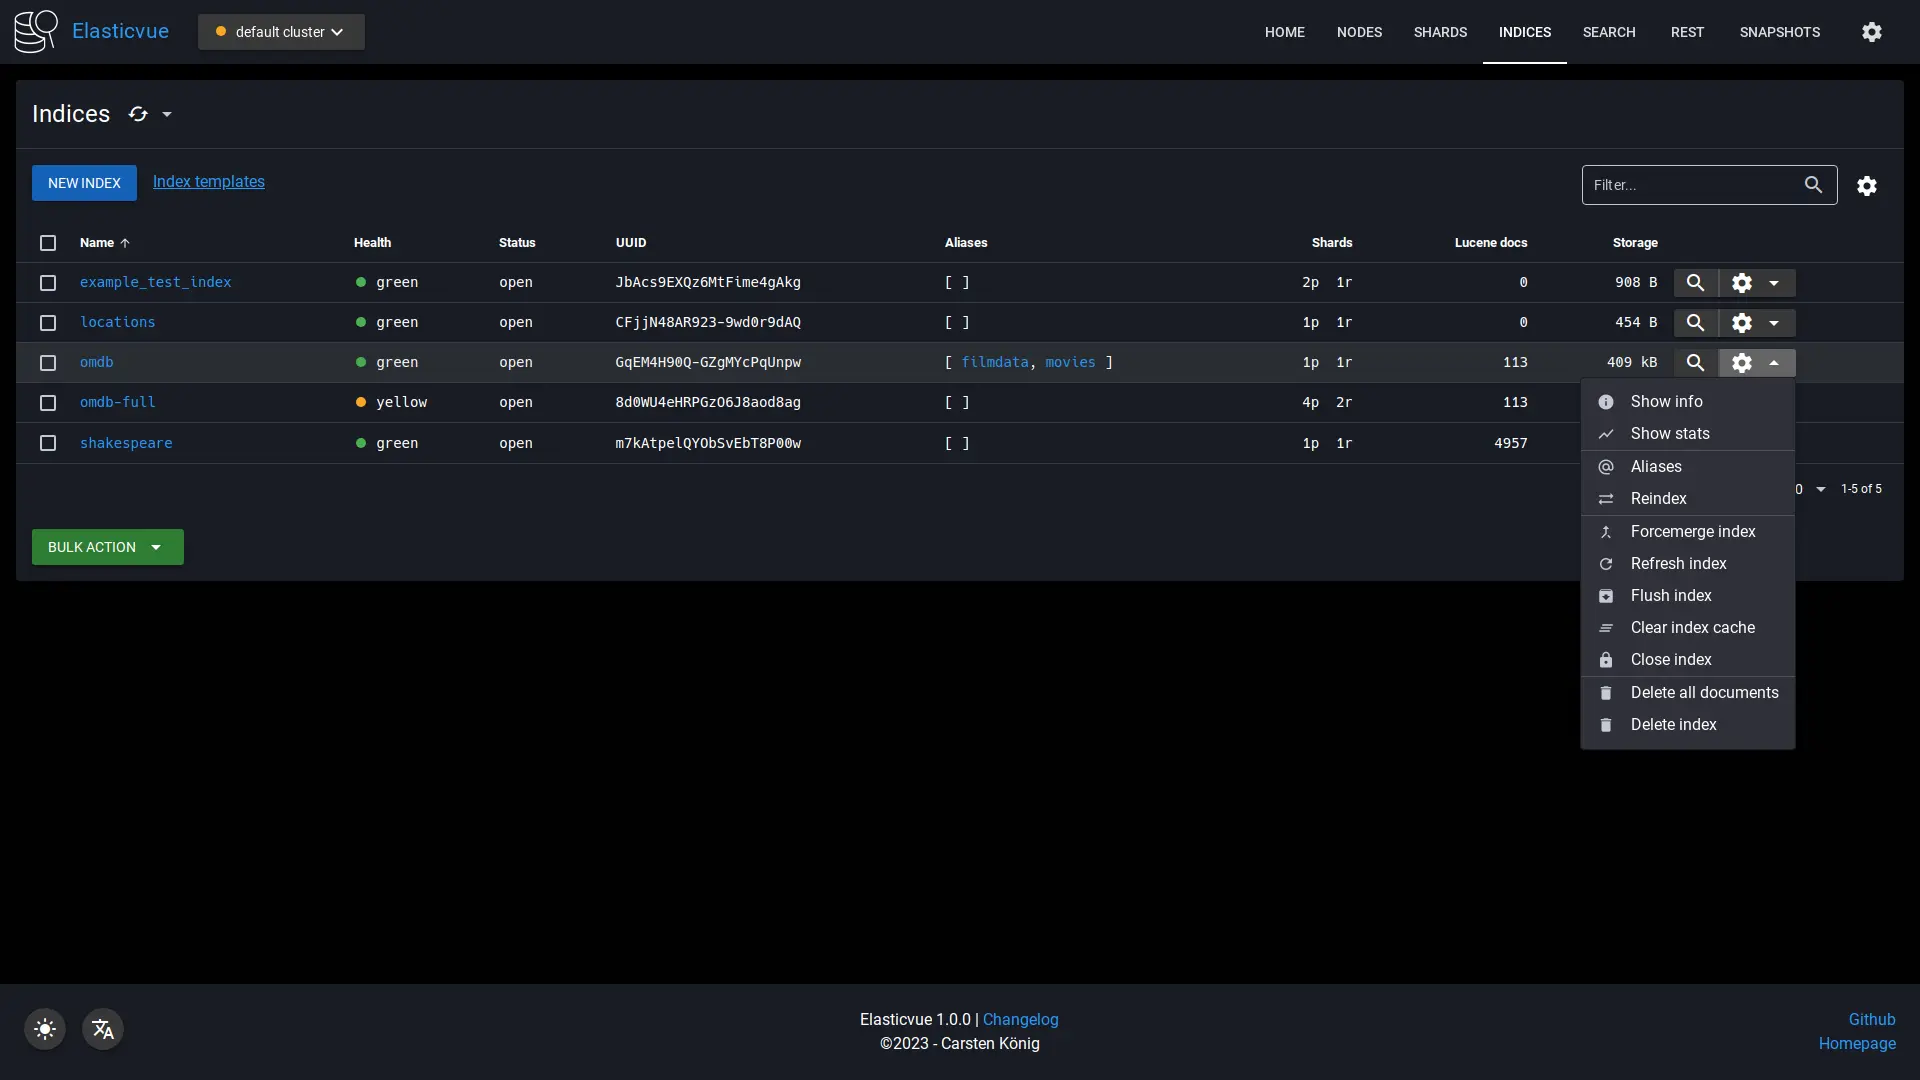 Elasticvue default cluster HOME NODES SHARDS INDICES SEARCH REST SNAPSHOTS
Indices
NEW INDEX Index templates Filter...
Name Health Status UUID Aliases Shards Lucene docs Storage
example_test_index green open JbAcs9EXQz6MtFime4gAkg [ ] 2p 1r 0 908 B
locations green open CFjjN48AR923-9wd0r9dAQ [ ] 1p 1r 0 454 B
omdb green open GqEM4H90Q-GZgMYcPqUnpw [ filmdata, movies ] 1p 1r 113 409 kB
omdb-full yellow open 8d0WU4eHRPGzO6J8aod8ag [ ] 4p 2r 113
shakespeare green open m7kAtpelQYObSvEbT8P00w [ ] 1p 1r 4957
0 1-5 of 5
BULK ACTION
Show info
Show stats
Aliases
Reindex
Forcemerge index
Refresh index
Flush index
Clear index cache
Close index
Delete all documents
Delete index
Elasticvue 1.0.0 | Changelog
©2023 - Carsten König
Github
Homepage